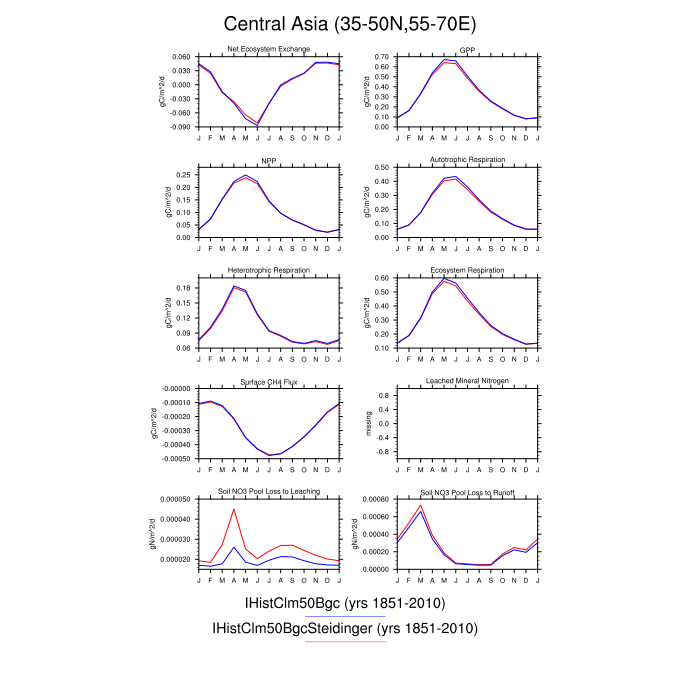 Central Asia (35-50N,55-70E)
Net Ecosystem Exchange
gC/m^2/d
0.060
0.030
0.000
-0.030
-0.060
-0.090
J F M A M J J A S O N D J
GPP
gC/m^2/d
0.70
0.60
0.50
0.40
0.30
0.20
0.10
0.00
J F M A M J J A S O N D J
NPP
gC/m^2/d
0.25
0.20
0.15
0.10
0.05
0.00
J F M A M J J A S O N D J
Autotrophic Respiration
gC/m^2/d
0.50
0.40
0.30
0.20
0.10
0.00
J F M A M J J A S O N D J
Heterotrophic Respiration
gC/m^2/d
0.18
0.15
0.12
0.09
0.06
J F M A M J J A S O N D J
Ecosystem Respiration
gC/m^2/d
0.60
0.50
0.40
0.30
0.20
0.10
J F M A M J J A S O N D J
Surface CH4 Flux
gC/m^2/d
-0.00000
-0.00010
-0.00020
-0.00030
-0.00040
-0.00050
J F M A M J J A S O N D J
Leached Mineral Nitrogen
missing
0.8
0.4
0.0
-0.4
-0.8
J F M A M J J A S O N D J
Soil NO3 Pool Loss to Leaching
gN/m^2/d
0.000050
0.000040
0.000030
0.000020
J F M A M J J A S O N D J
Soil NO3 Pool Loss to Runoff
gN/m^2/d
0.00080
0.00060
0.00040
0.00020
0.00000
J F M A M J J A S O N D J
IHistClm50Bgc (yrs 1851-2010)
IHistClm50BgcSteidinger (yrs 1851-2010)